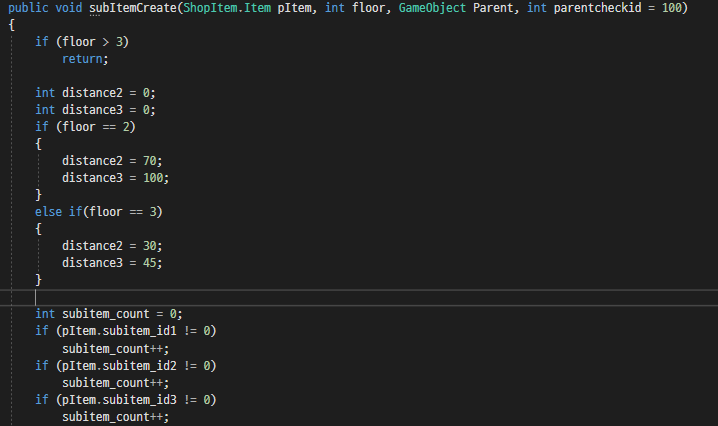 public void subItemCreate(ShopItem.Item pItem, int floor, GameObject Parent, int parentcheckid = 100)
{
    if (floor > 3)
        return;

    int distance2 = 0;
    int distance3 = 0;
    if (floor == 2)
    {
        distance2 = 70;
        distance3 = 100;
    }
    else if(floor == 3)
    {
        distance2 = 30;
        distance3 = 45;
    }

    int subitem_count = 0;
    if (pItem.subitem_id1 != 0)
        subitem_count++;
    if (pItem.subitem_id2 != 0)
        subitem_count++;
    if (pItem.subitem_id3 != 0)
        subitem_count++;